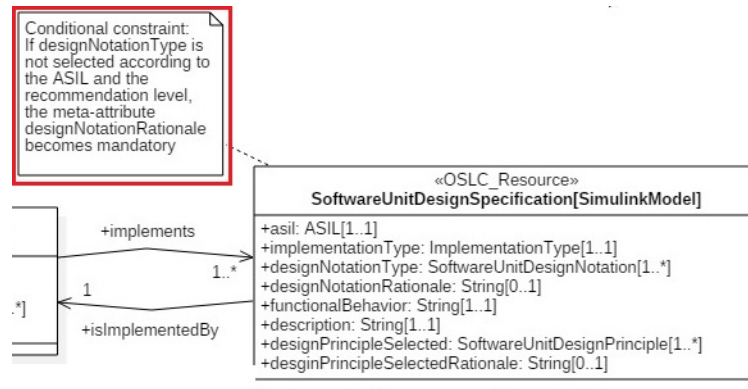 Conditional constraint:
If designNotationType is
not selected according to
the ASIL and the
recommendation level,
the meta-attribute
designNotationRationale
becomes mandatory
«OSLC_Resource»
SoftwareUnitDesignSpecification[SimulinkModel]
+asil: ASIL[1..1]
+implementationType: ImplementationType[1..1]
+designNotationType: SoftwareUnitDesignNotation[1..*]
+designNotationRationale: String[0..1]
+functionalBehavior: String[1..1]
+description: String[1..1]
+designPrincipleSelected: SoftwareUnitDesignPrinciple[1..*]
+desginPrincipleSelectedRationale: String[0..1]
+implements
1..*
1
.*]
+isImplementedBy